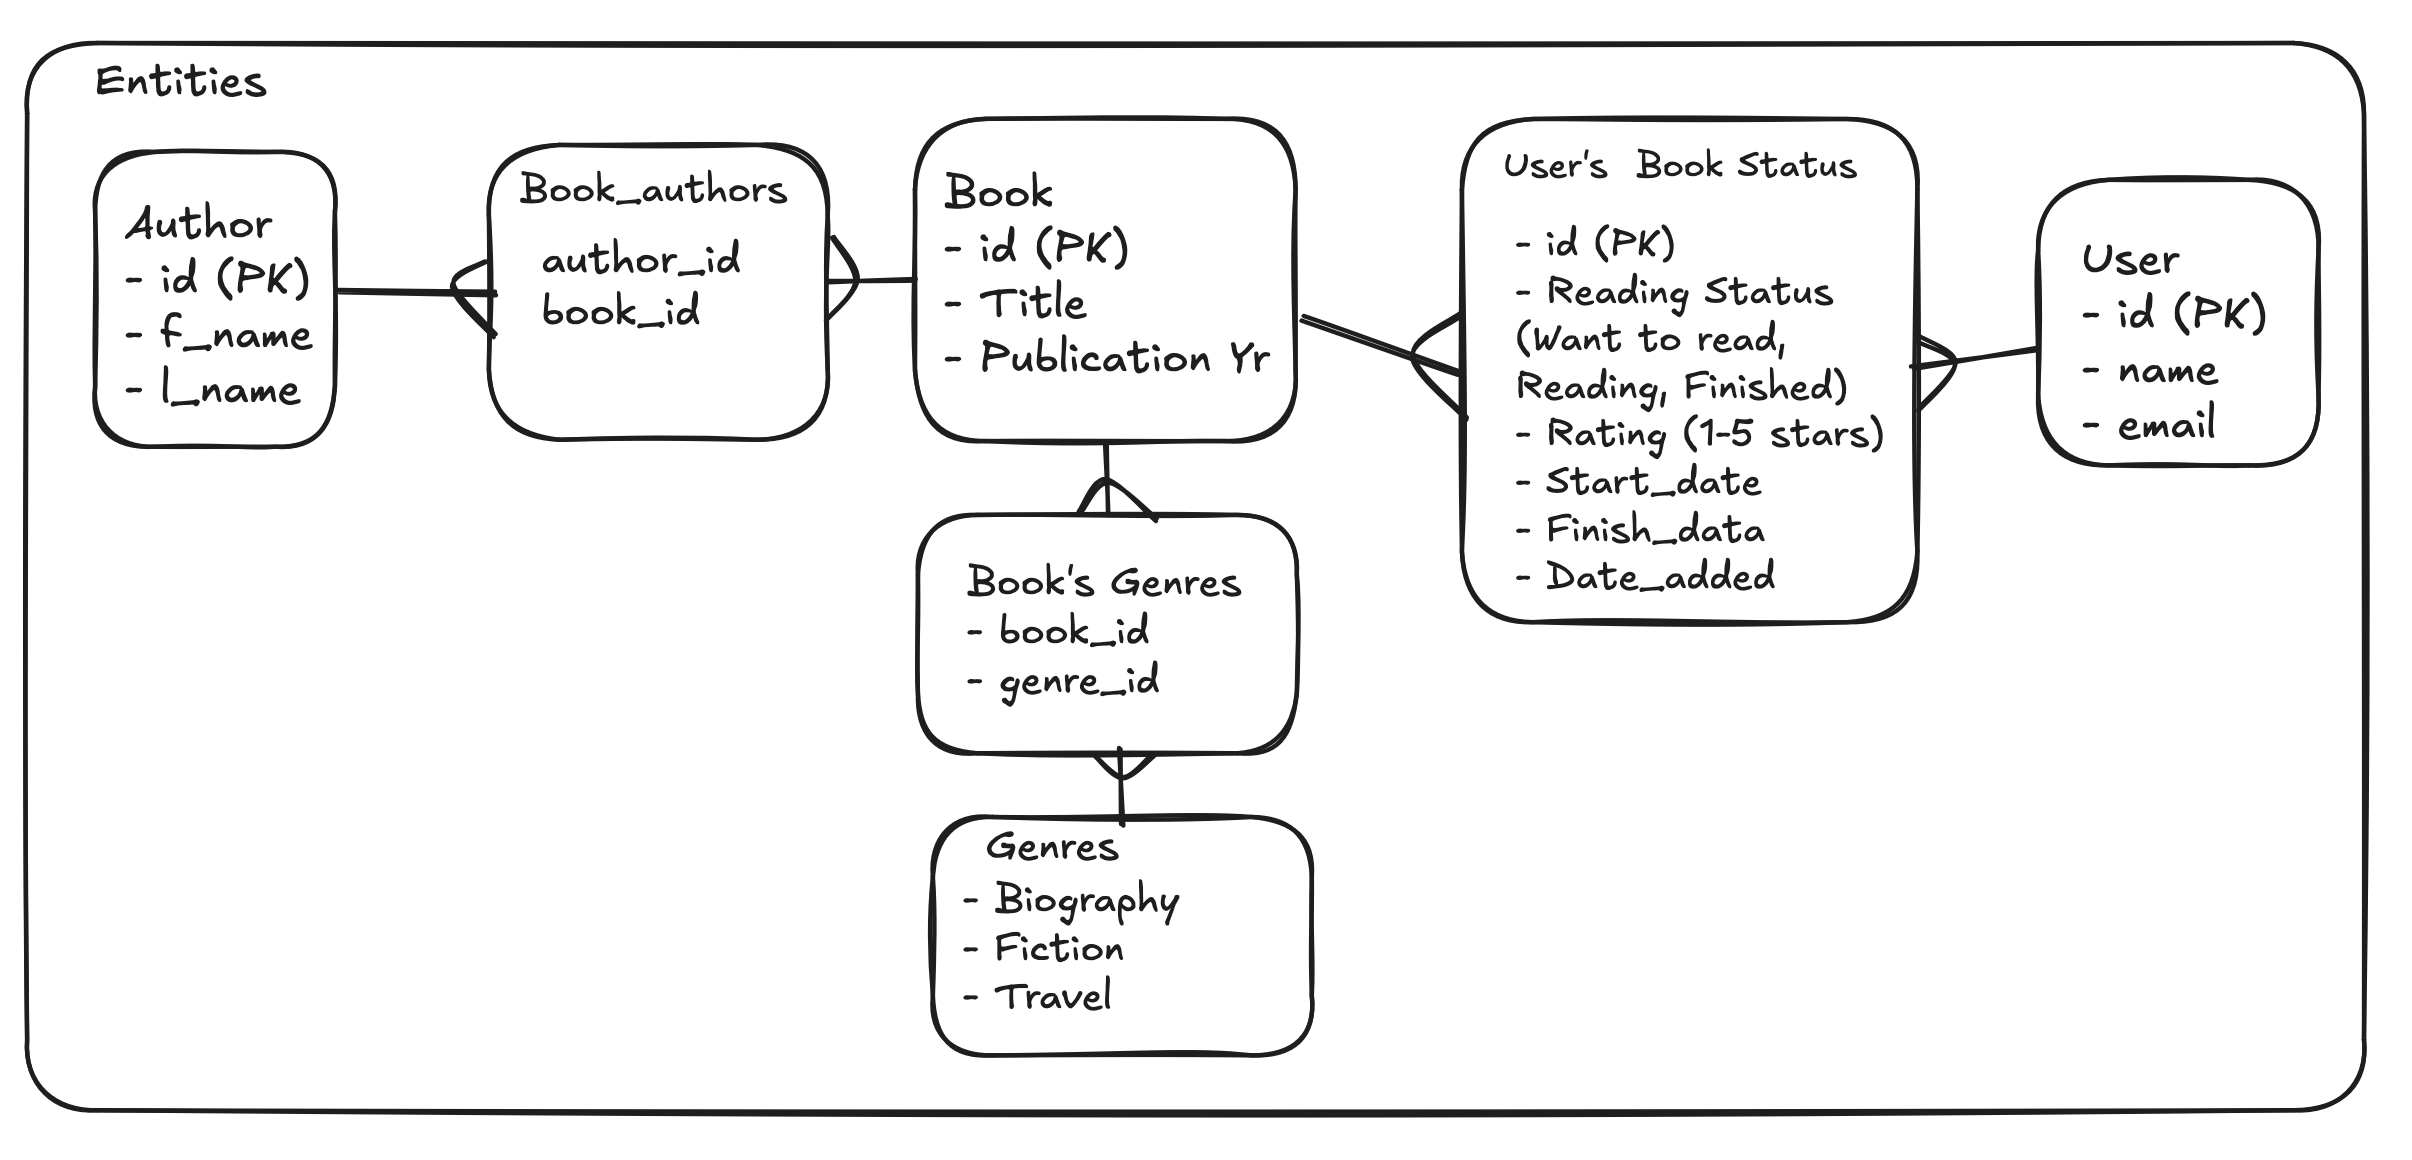 Entities
Author
- id (PK)
- f_name
- l_name
Book_authors
author_id
book_id
Book
- id (PK)
- Title
- Publication Yr
User's Book Status
- id (PK)
- Reading Status
(Want to read,
Reading, Finished)
- Rating (1-5 stars)
- Start_date
- Finish_data
- Date_added
User
- id (PK)
- name
- email
Book's Genres
- book_id
- genre_id
Genres
- Biography
- Fiction
- Travel